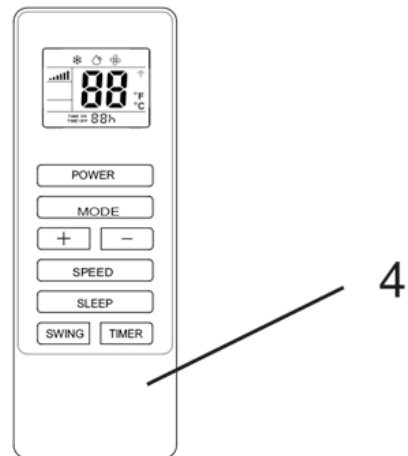 88
°F
°C
TIME ON
TIME OFF 88h
POWER
MODE
+ -
SPEED
SLEEP
SWING TIMER
4